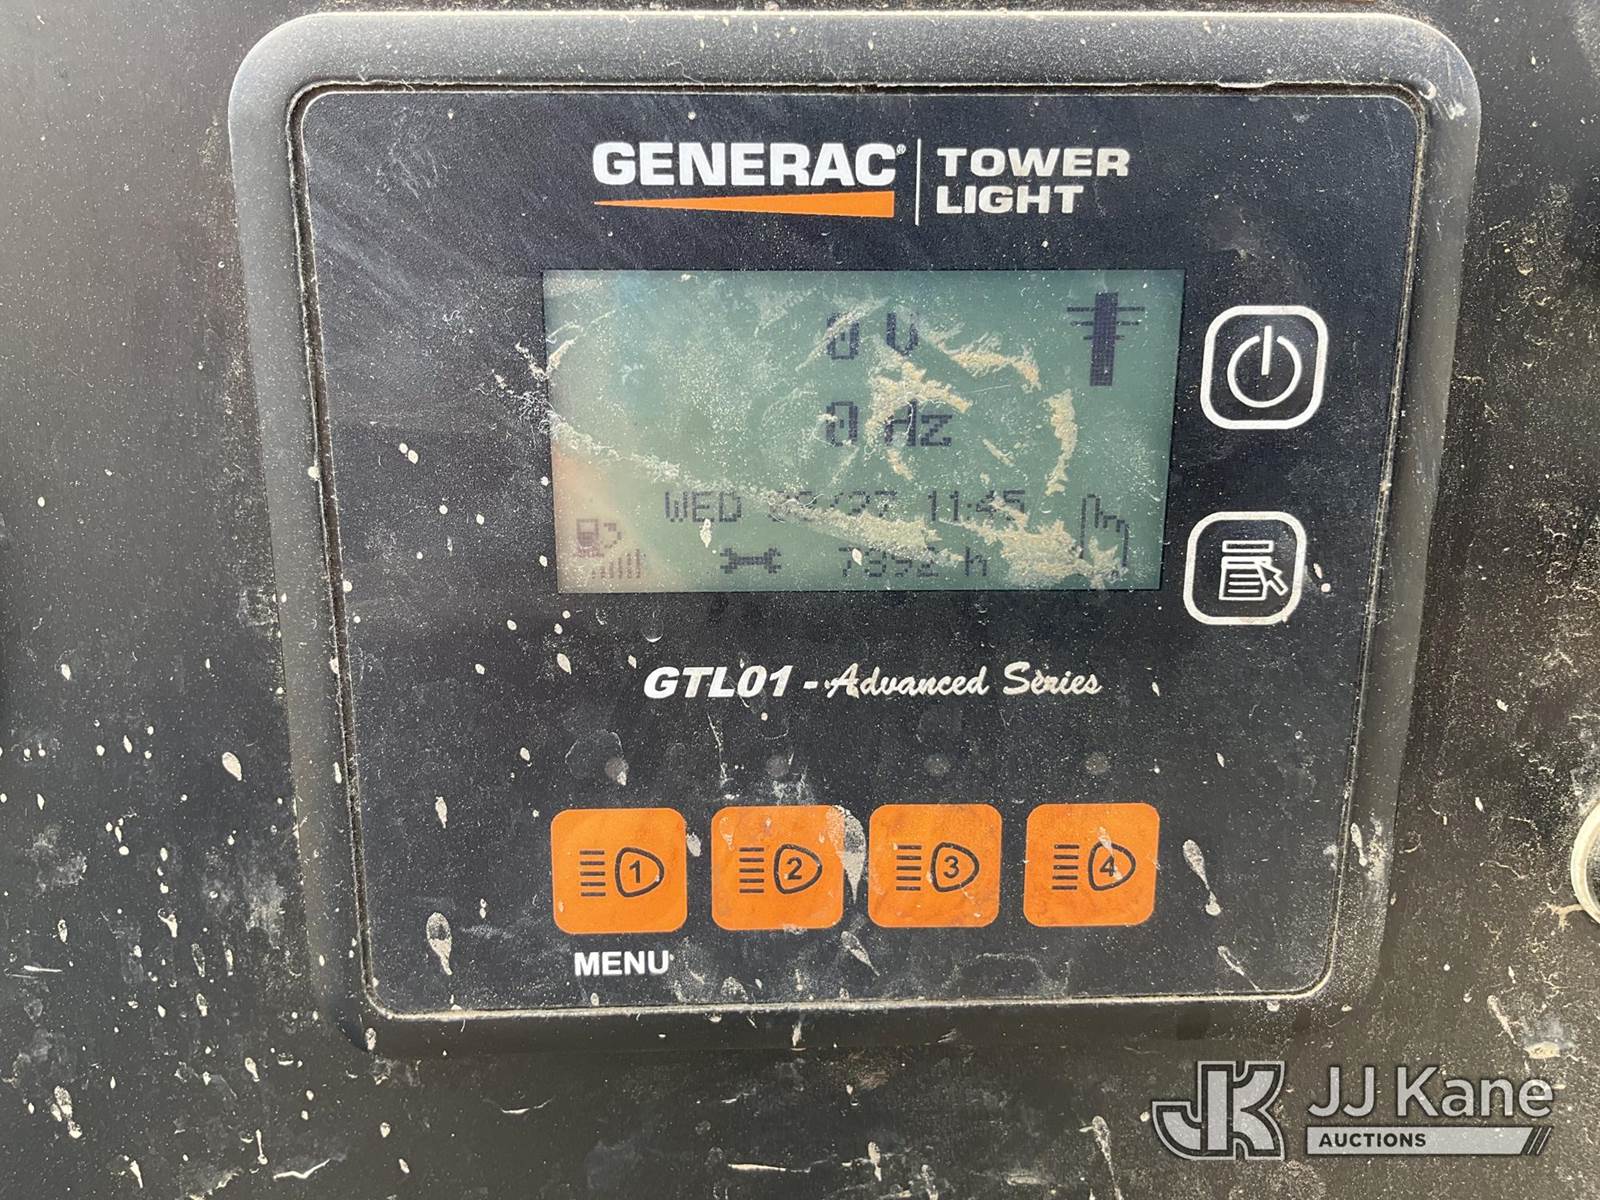 GENERAC®
TOWER
LIGHT
0 V
0 Hz
WED 11:45
h
GTL01 - Advanced Series
1 2 3 4
MENU
JK JJ Kane
AUCTIONS